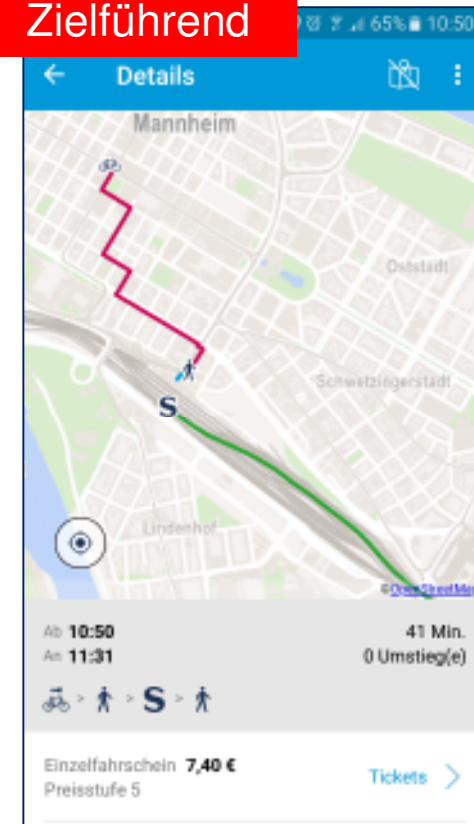 Zielführend
65% 10:50
Details
Mannheim
Oststadt
Schwetzingerstadt
S
Lindenhof
©OpenStreetMap
Ab 10:50
41 Min.
An 11:31
0 Umstieg(e)
> > S >
Einzelfahrschein 7,40 €
Preisstufe 5
Tickets >